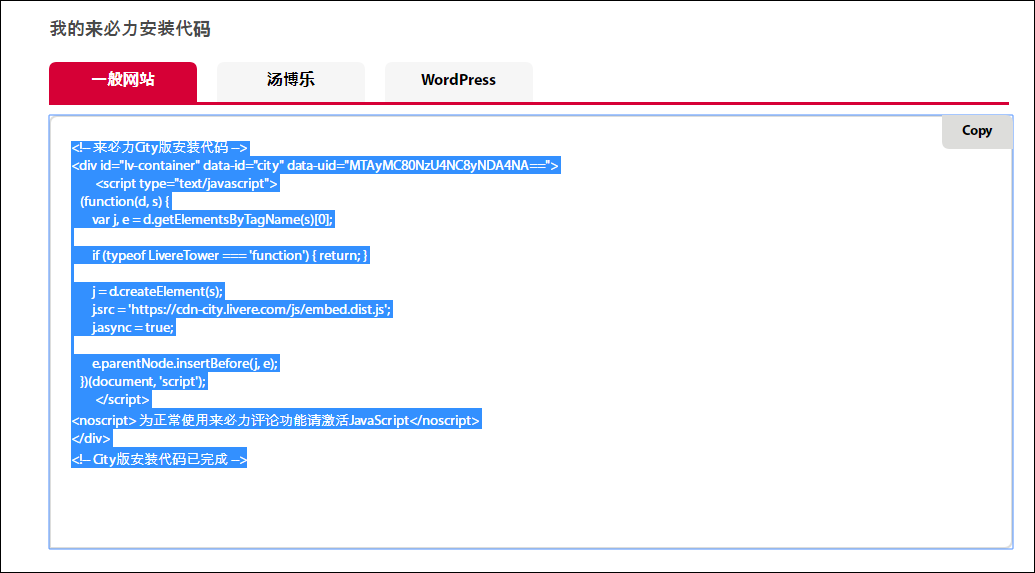 我的来必力安装代码
一般网站 汤博乐 WordPress
Copy
<!-- 来必力City版安装代码 -->
<div id="lv-container" data-id="city" data-uid="MTAyMC80NzU4NC8yNDA4NA==">
<script type="text/javascript">
(function(d, s) {
var j, e = d.getElementsByTagName(s)[0];
if (typeof LivereTower === 'function') { return; }
j = d.createElement(s);
j.src = 'https://cdn-city.livere.com/js/embed.dist.js';
j.async = true;
e.parentNode.insertBefore(j, e);
})(document, 'script');
</script>
<noscript> 为正常使用来必力评论功能请激活JavaScript</noscript>
</div>
<!-- City版安装代码已完成 -->